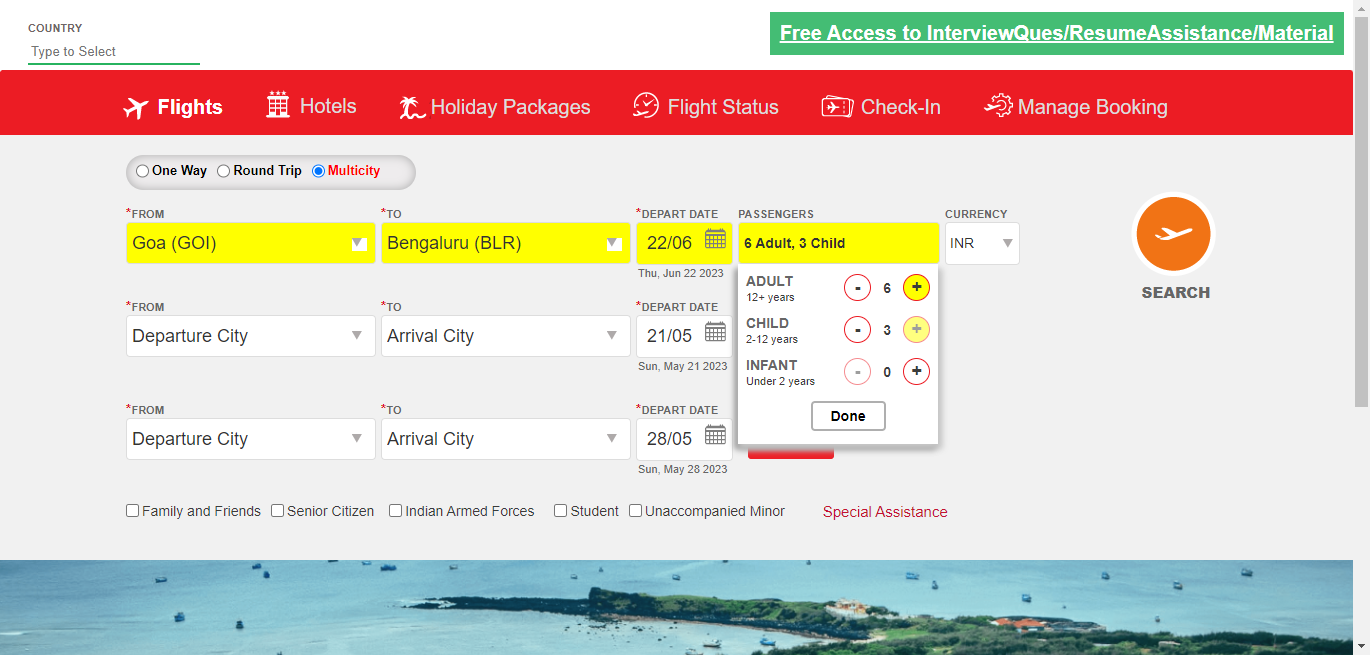 COUNTRY
Type to Select
Free Access to InterviewQues/ResumeAssistance/Material
Flights Hotels Holiday Packages Flight Status Check-In Manage Booking
One Way Round Trip Multicity
*FROM *TO *DEPART DATE PASSENGERS CURRENCY
Goa (GOI) Bengaluru (BLR) 22/06 6 Adult, 3 Child INR
Thu, Jun 22 2023
SEARCH
ADULT - 6 +
12+ years
CHILD - 3 +
2-12 years
INFANT - 0 +
Under 2 years
Done
*FROM *TO *DEPART DATE
Departure City Arrival City 21/05
Sun, May 21 2023
*FROM *TO *DEPART DATE
Departure City Arrival City 28/05
Sun, May 28 2023
Family and Friends Senior Citizen Indian Armed Forces Student Unaccompanied Minor Special Assistance